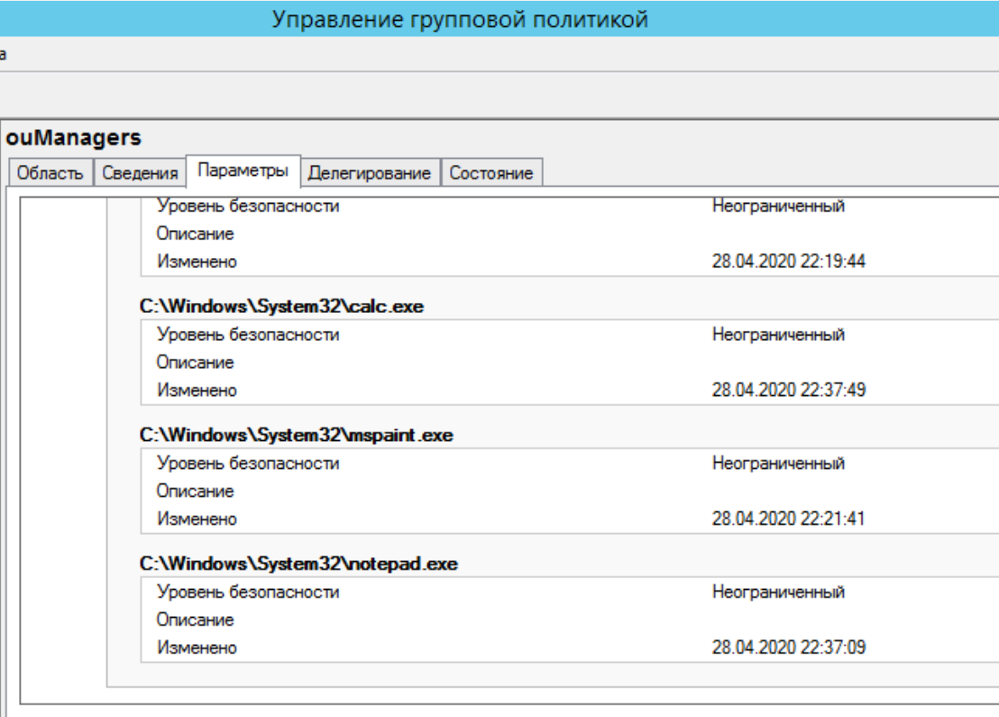 Управление групповой политикой
а
ouManagers
Область Сведения Параметры Делегирование Состояние
Уровень безопасности Неограниченный
Описание
Изменено 28.04.2020 22:19:44
C:\Windows\System32\calc.exe
Уровень безопасности Неограниченный
Описание
Изменено 28.04.2020 22:37:49
C:\Windows\System32\mspaint.exe
Уровень безопасности Неограниченный
Описание
Изменено 28.04.2020 22:21:41
C:\Windows\System32\notepad.exe
Уровень безопасности Неограниченный
Описание
Изменено 28.04.2020 22:37:09